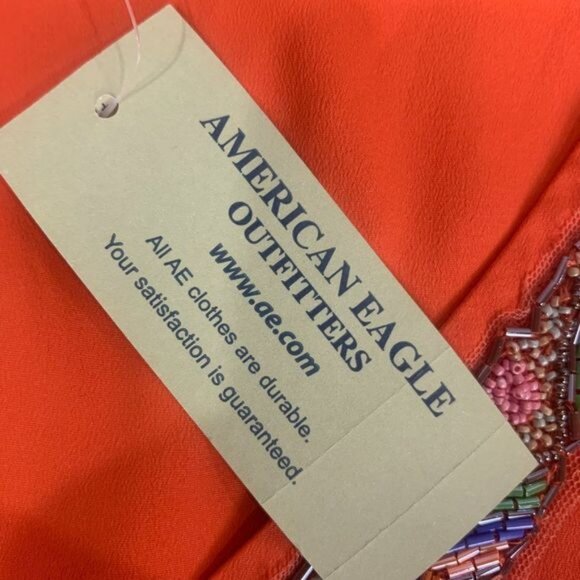 AMERICAN EAGLE
OUTFITTERS
www.ae.com
All AE clothes are durable.
Your satisfaction is guaranteed.